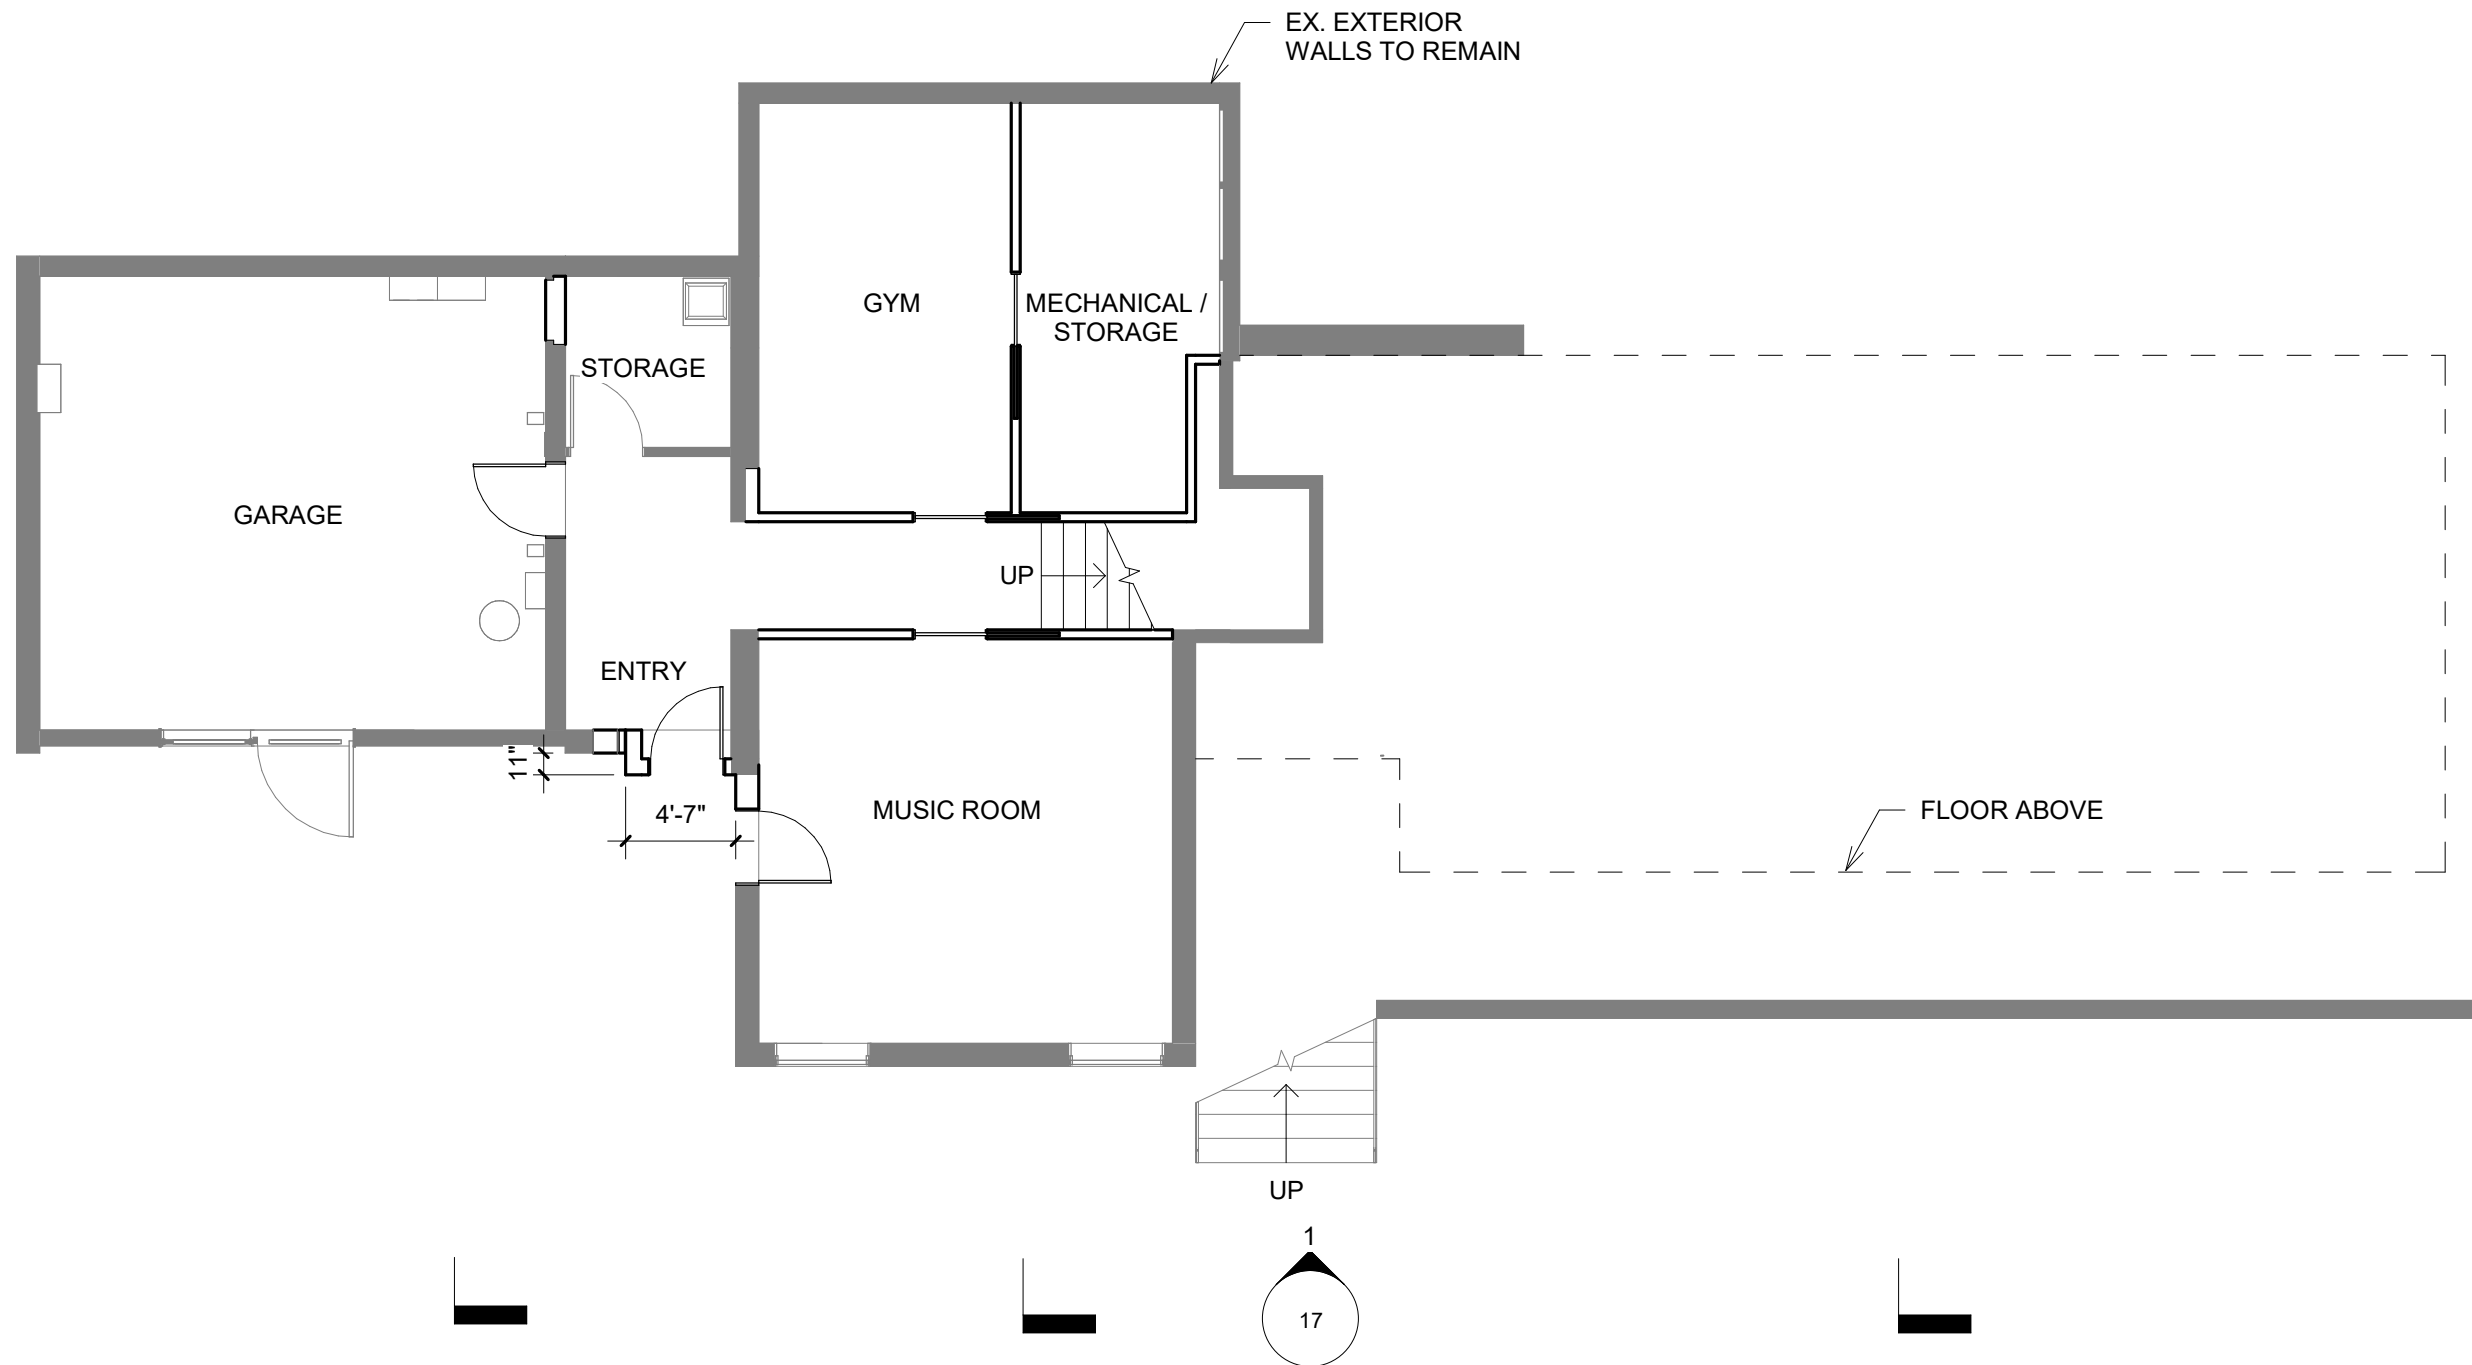 EX. EXTERIOR
WALLS TO REMAIN
GYM
MECHANICAL /
STORAGE
STORAGE
GARAGE
UP
ENTRY
11"
4'-7"
MUSIC ROOM
FLOOR ABOVE
UP
1
17